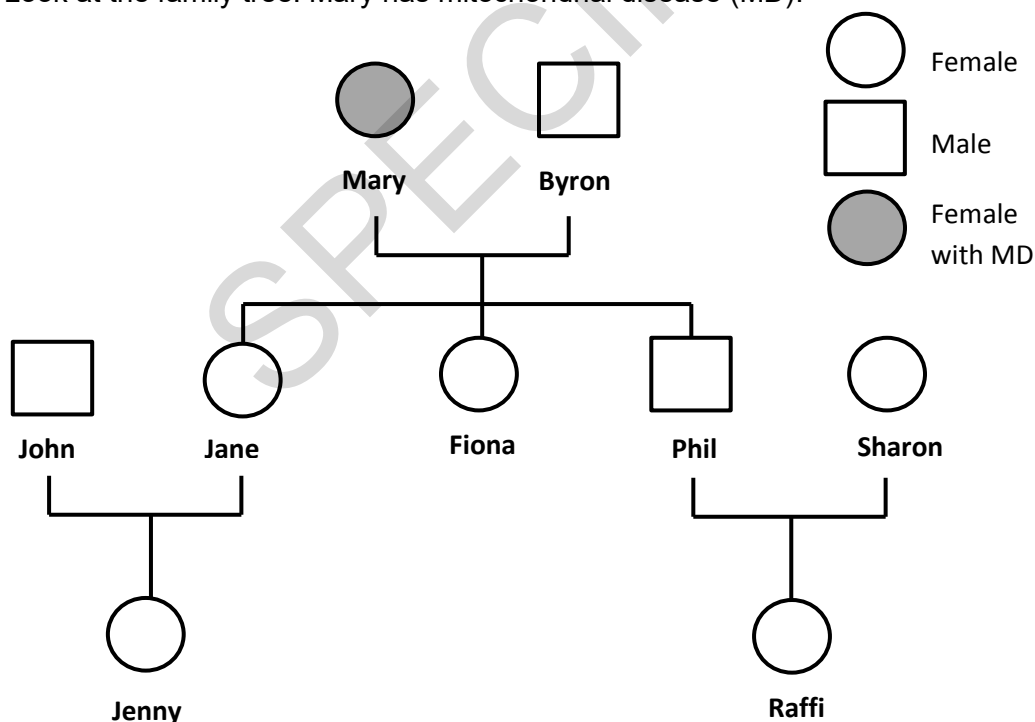 Look at the family tree. Mary has mitochondrial disease (MD).
Female
Male
Female
with MD
Mary
Byron
John
Jane
Fiona
Phil
Sharon
Jenny
Raffi